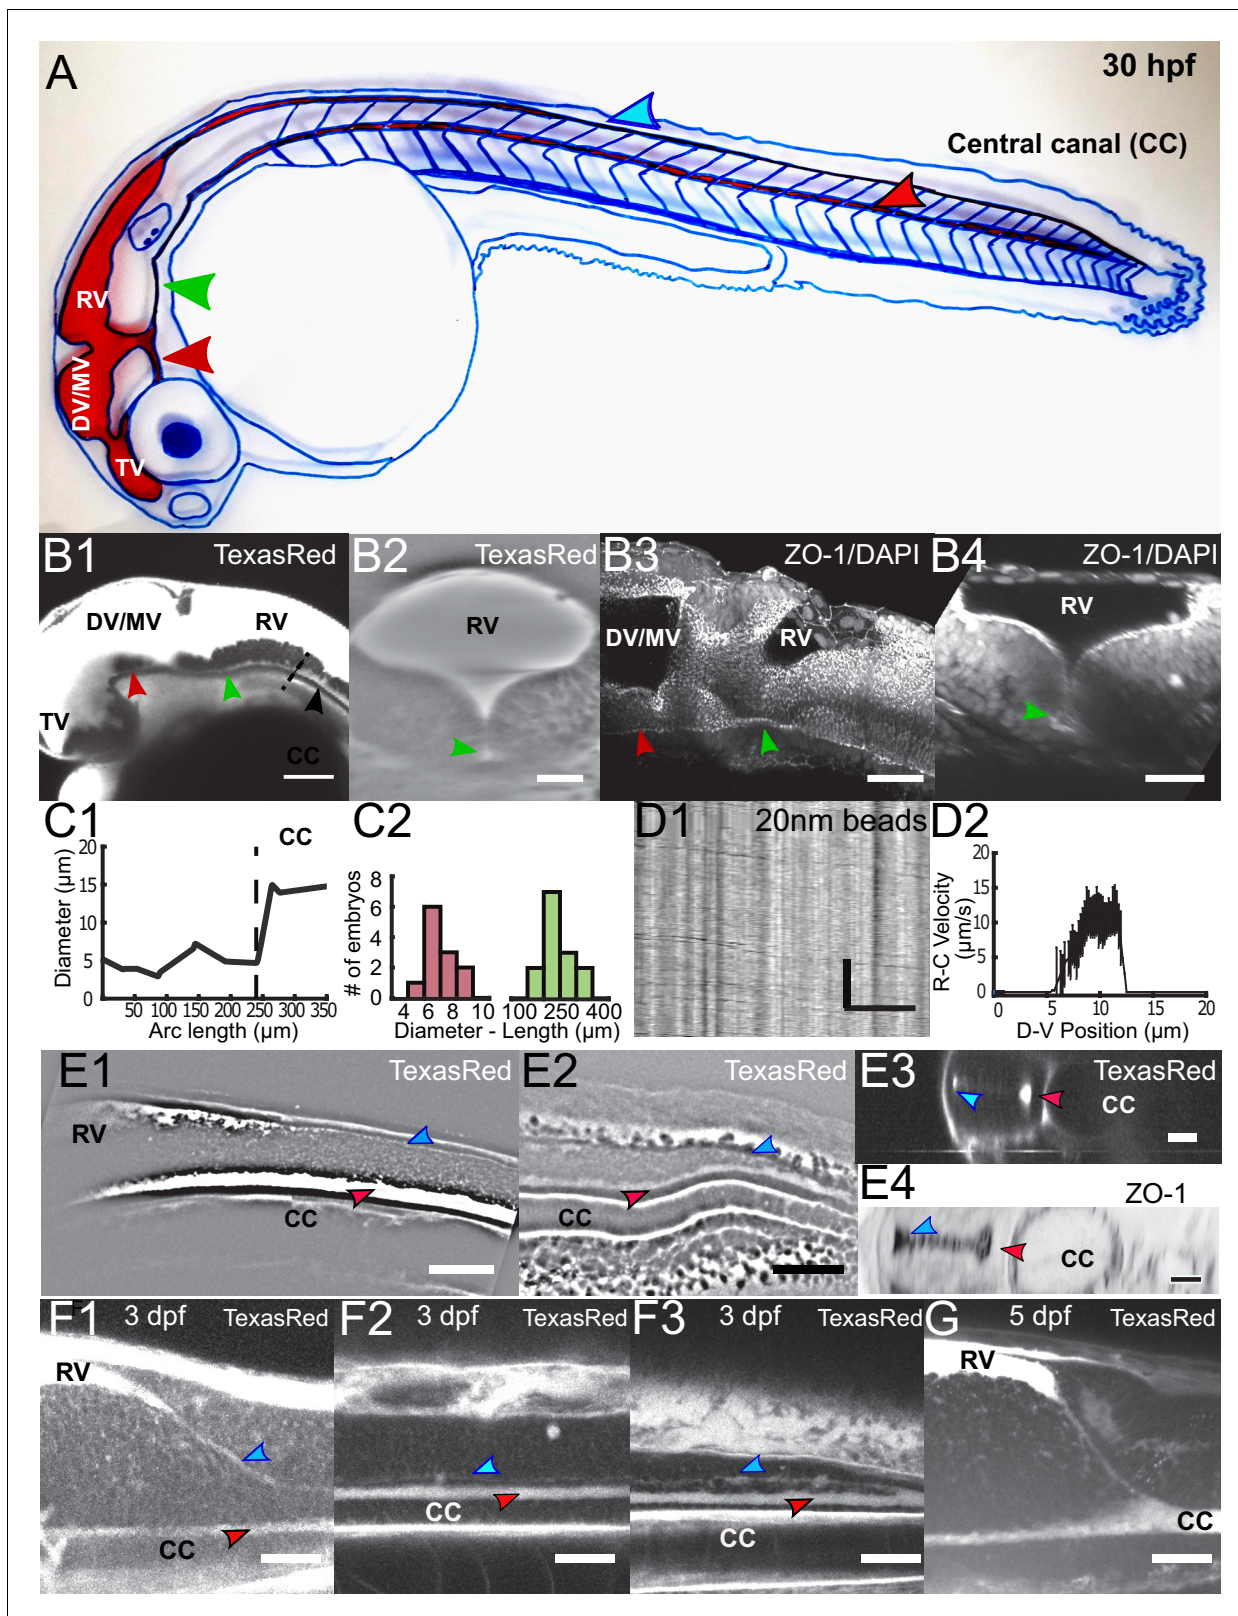 A
30 hpf
Central canal (CC)
RV
DV/MV
TV
B1 TexasRed
DV/MV RV
TV
CC
B2 TexasRed
RV
B3 ZO-1/DAPI
DV/MV RV
B4 ZO-1/DAPI
RV
C1
CC
Diameter (µm)
20
15
10
5
0
50 100 150 200 250 300 350
Arc length (µm)
C2
# of embryos
8
6
4
2
0
4 6 8 10 100 250 400
Diameter - Length (µm)
D1 20nm beads
D2
R-C Velocity
(µm/s)
20
15
10
5
0
0 5 10 15 20
D-V Position (µm)
E1 TexasRed
RV
CC
E2 TexasRed
CC
E3 TexasRed
CC
E4 ZO-1
CC
F1 3 dpf TexasRed
RV
CC
F2 3 dpf TexasRed
CC
F3 3 dpf TexasRed
CC
G 5 dpf TexasRed
RV
CC